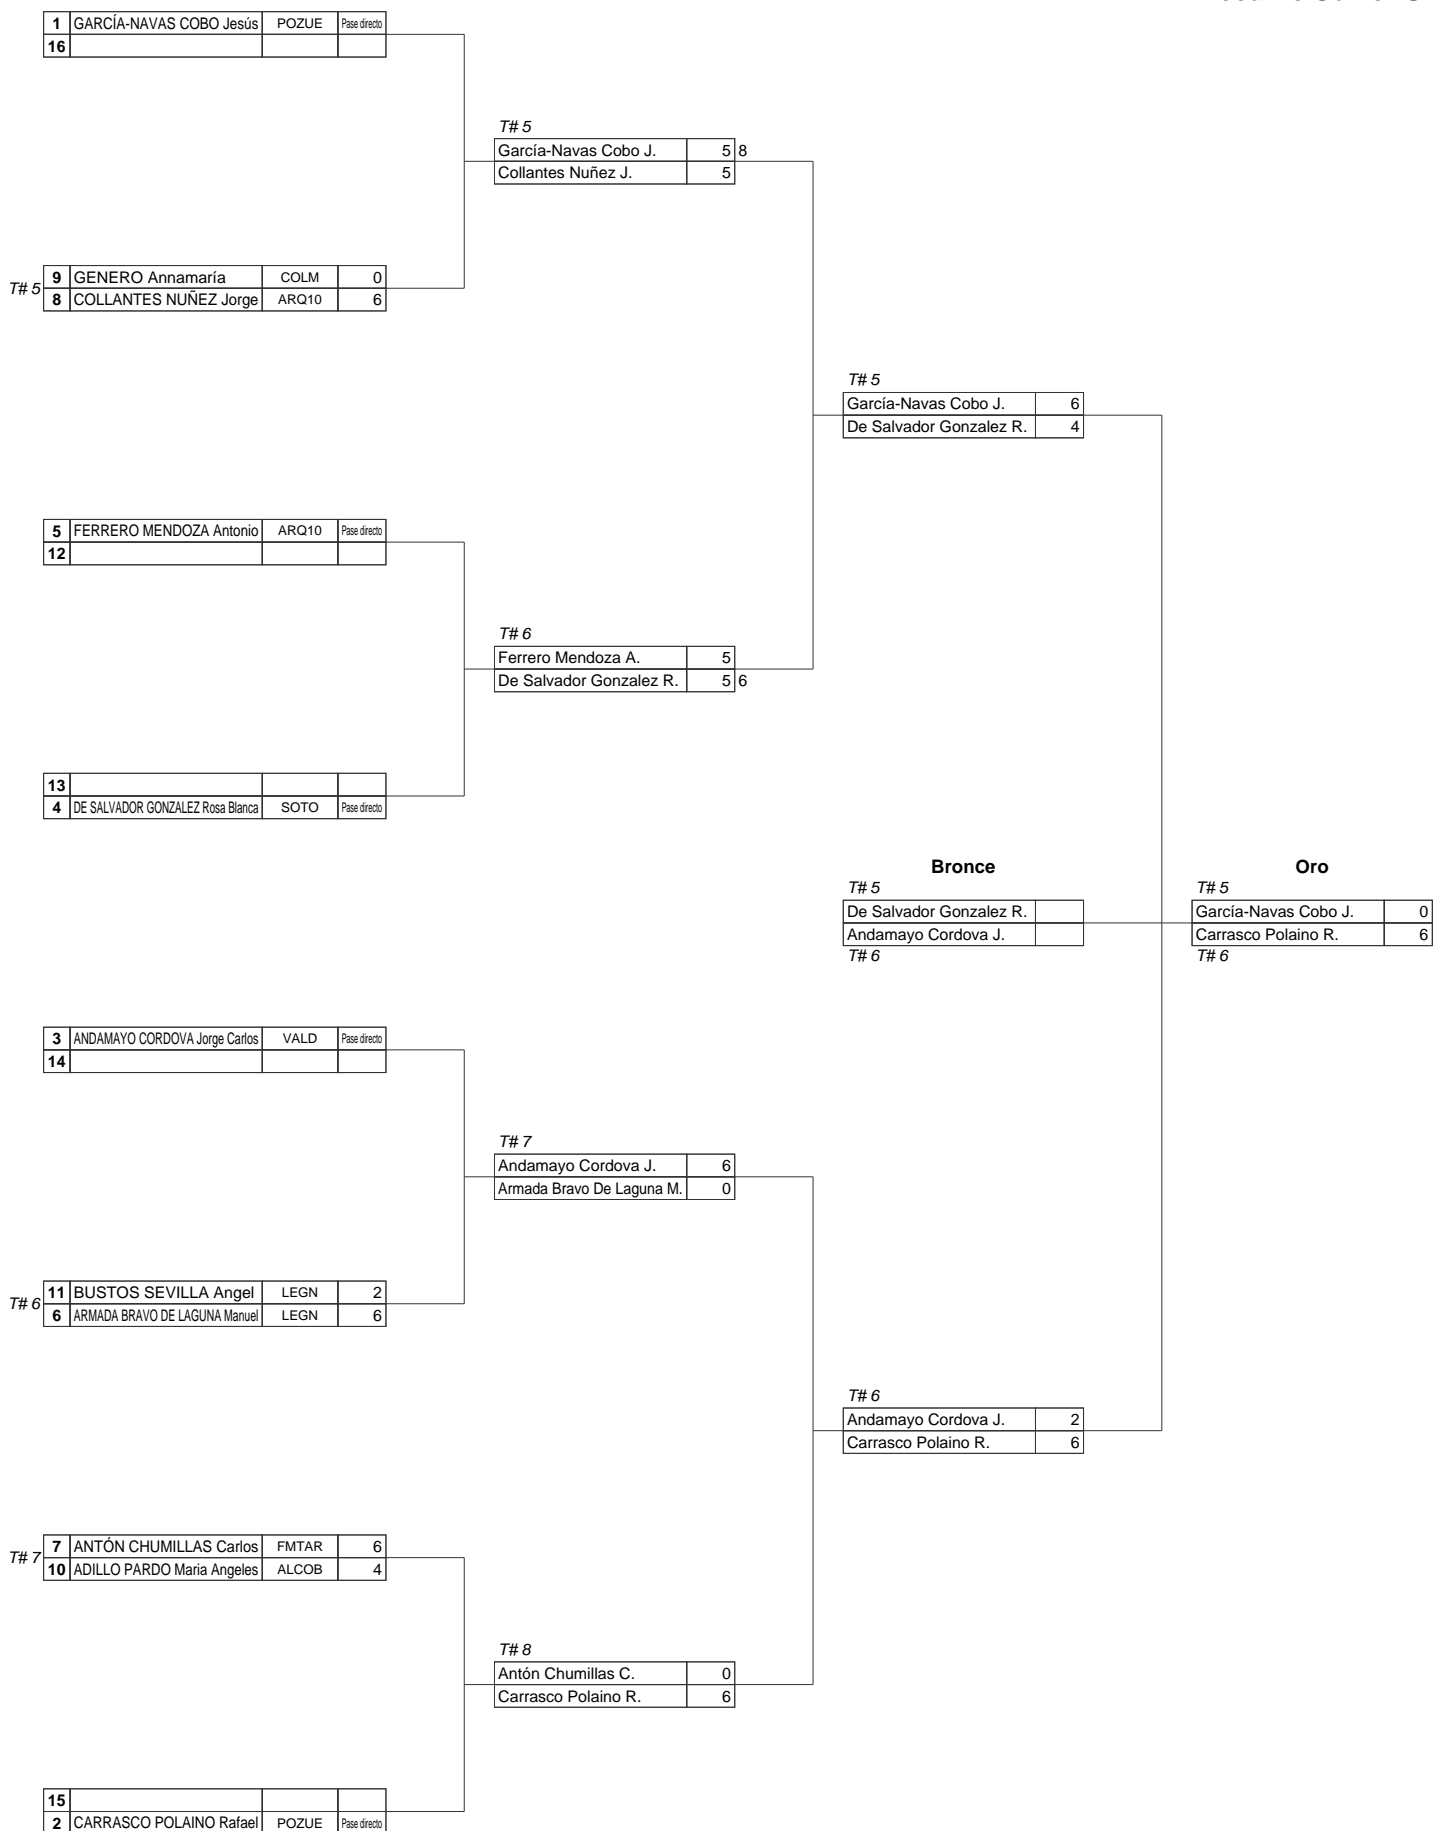 1 GARCÍA-NAVAS COBO Jesús POZUE Pase directo
16
T# 5
García-Navas Cobo J. 5 8
Collantes Nuñez J. 5
9 GENERO Annamaría COLM 0
T# 5
8 COLLANTES NUÑEZ Jorge ARQ10 6
T# 5
García-Navas Cobo J. 6
De Salvador Gonzalez R. 4
5 FERRERO MENDOZA Antonio ARQ10 Pase directo
12
T# 6
Ferrero Mendoza A. 5
De Salvador Gonzalez R. 5 6
13
4 DE SALVADOR GONZALEZ Rosa Blanca SOTO Pase directo
Bronce Oro
T# 5 T# 5
De Salvador Gonzalez R. García-Navas Cobo J. 0
Andamayo Cordova J. Carrasco Polaino R. 6
T# 6 T# 6
3 ANDAMAYO CORDOVA Jorge Carlos VALD Pase directo
14
T# 7
Andamayo Cordova J. 6
Armada Bravo De Laguna M. 0
11 BUSTOS SEVILLA Angel LEGN 2
T# 6
6 ARMADA BRAVO DE LAGUNA Manuel LEGN 6
T# 6
Andamayo Cordova J. 2
Carrasco Polaino R. 6
7 ANTÓN CHUMILLAS Carlos FMTAR 6
T# 7
10 ADILLO PARDO Maria Angeles ALCOB 4
T# 8
Antón Chumillas C. 0
Carrasco Polaino R. 6
15
2 CARRASCO POLAINO Rafael POZUE Pase directo